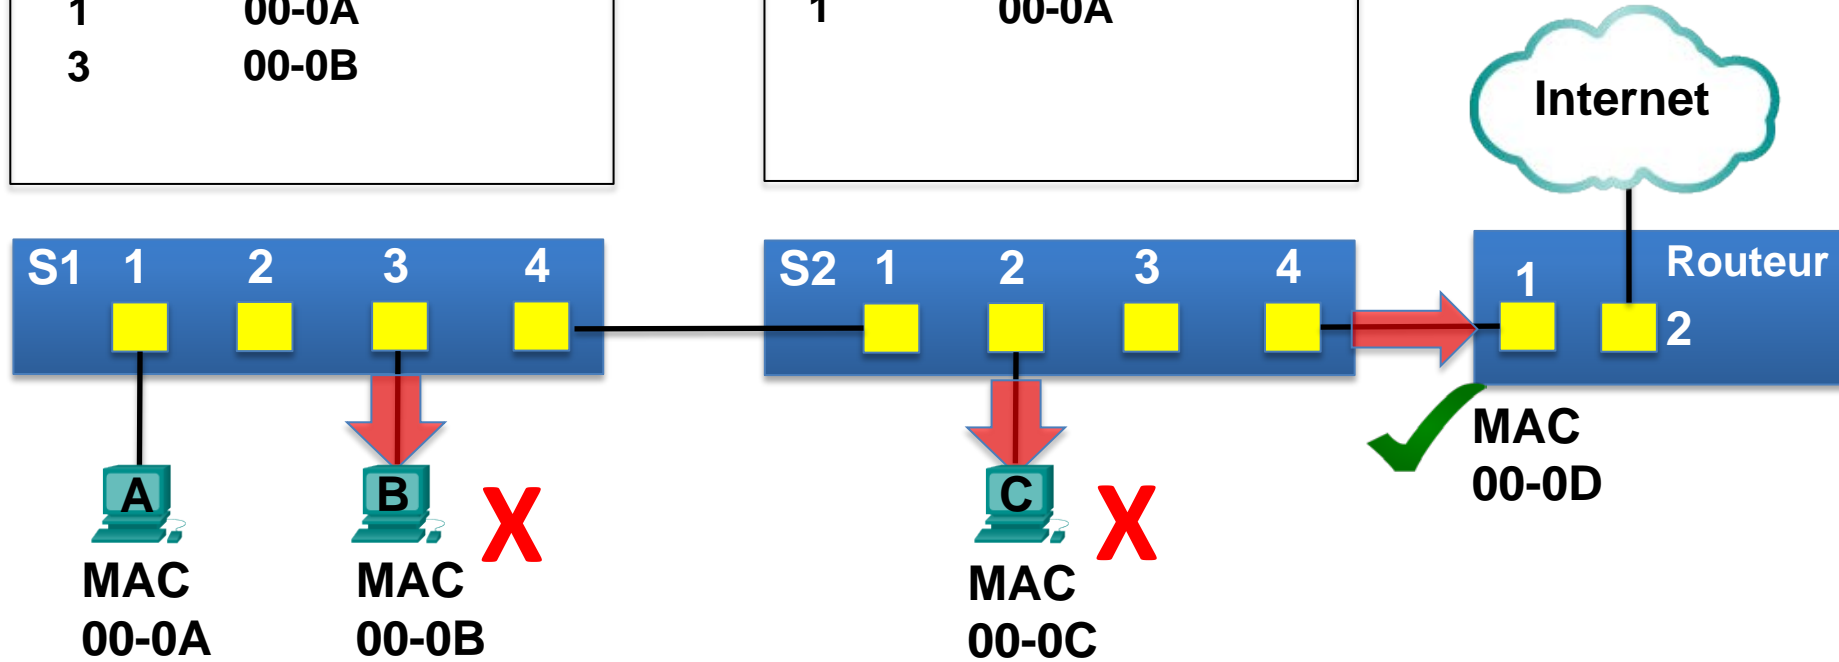 1 00-0A
3 00-0B
1 00-0A
Internet
S1 1 2 3 4
S2 1 2 3 4
1 Routeur
2
A
B
X
C
X
MAC
00-0A
MAC
00-0B
MAC
00-0C
MAC
00-0D